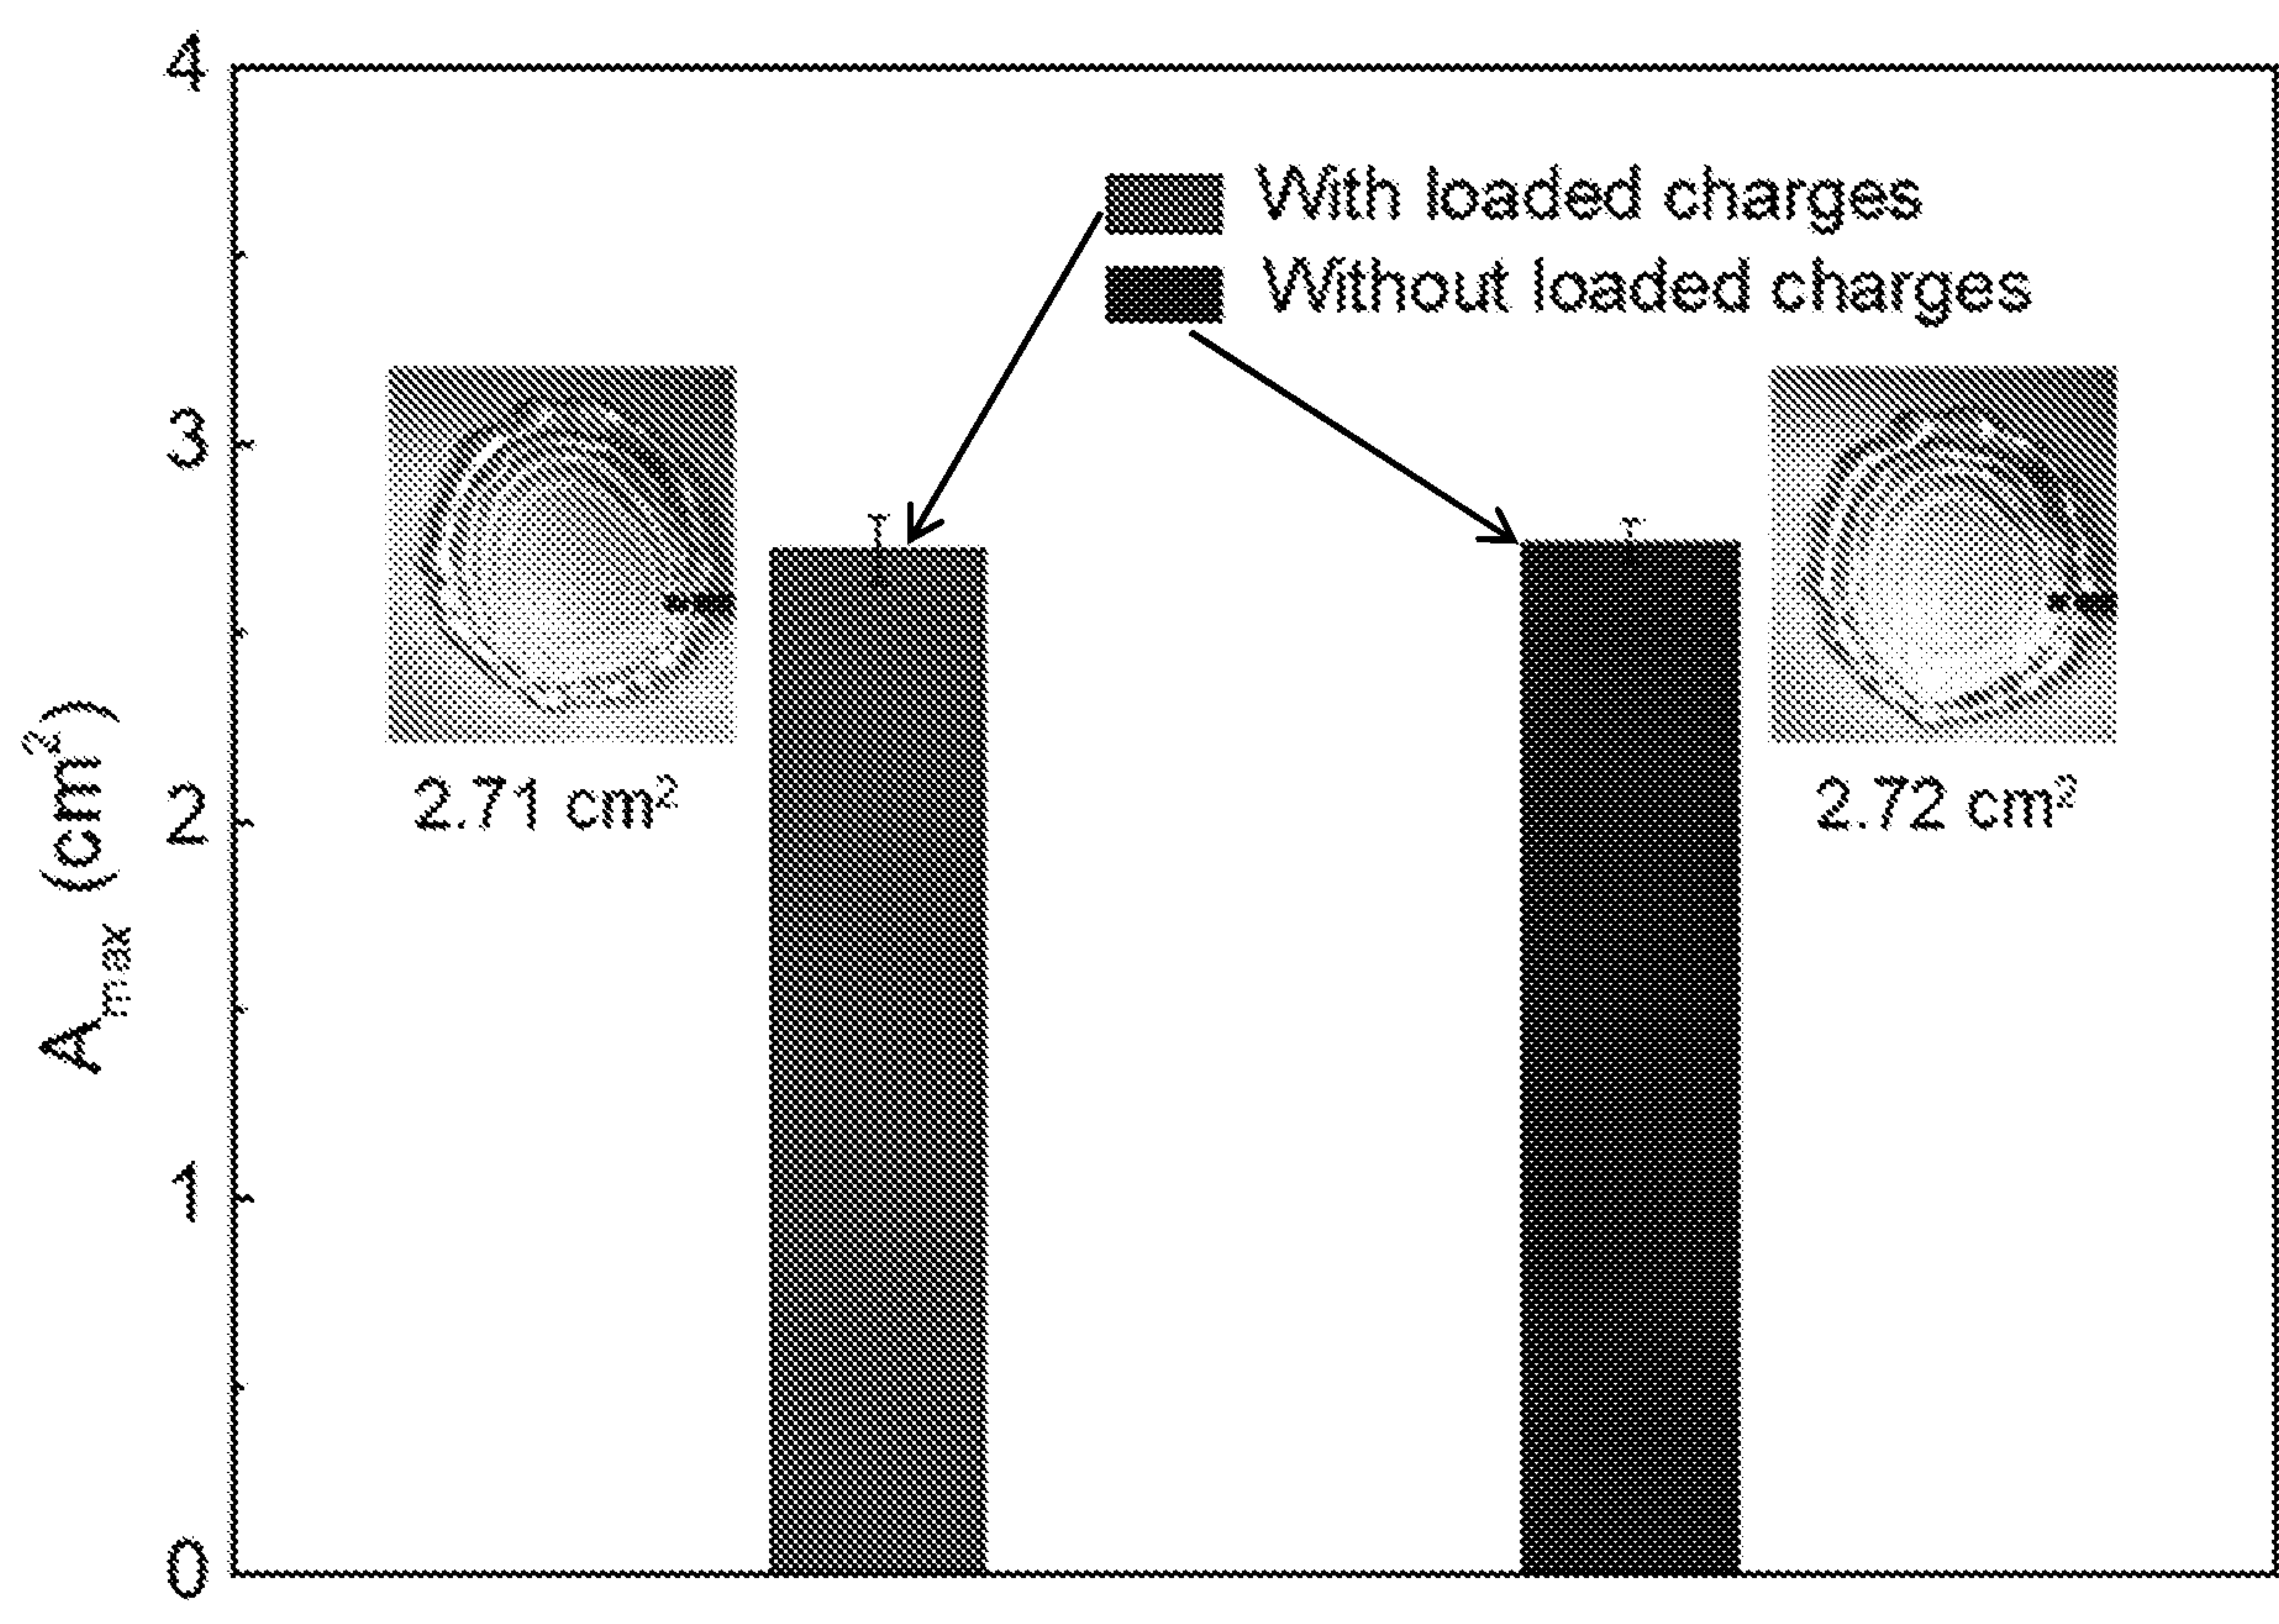 4
With loaded charges
Without loaded charges
3
2.71 cm²
2.72 cm²
2
A_max (cm²)
1
0